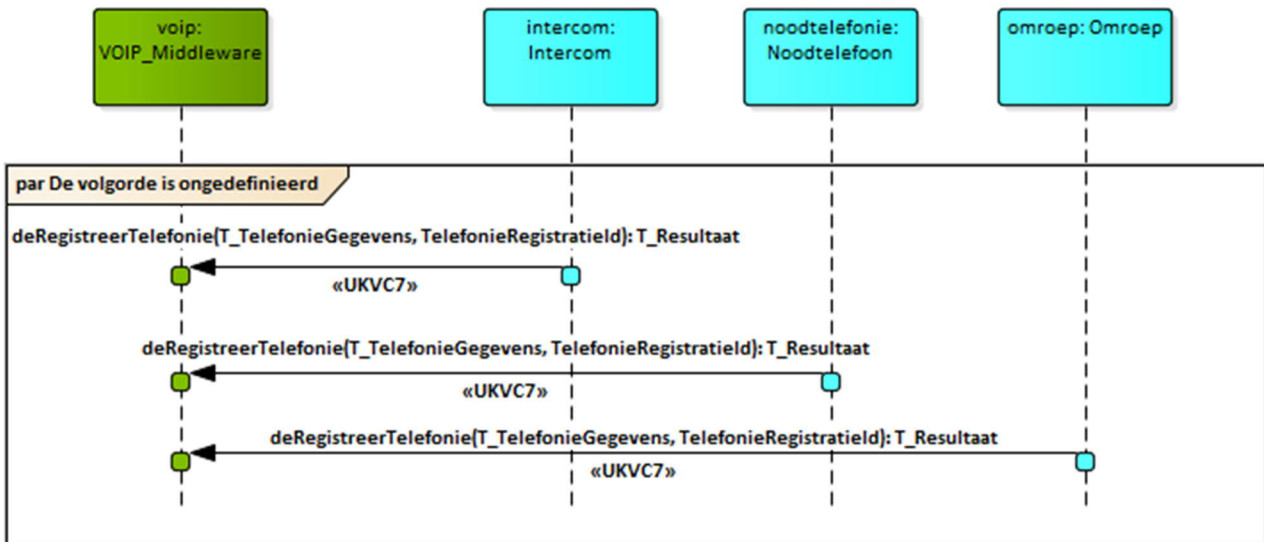 voip:
VOIP_Middleware
intercom:
Intercom
noodtelefonie:
Noodtelefoon
omroep: Omroep
par De volgorde is ongedefinieerd
deRegistreerTelefonie(T_TelefonieGegevens, TelefonieRegistratieId): T_Resultaat
«UKVC7»
deRegistreerTelefonie(T_TelefonieGegevens, TelefonieRegistratieId): T_Resultaat
«UKVC7»
deRegistreerTelefonie(T_TelefonieGegevens, TelefonieRegistratieId): T_Resultaat
«UKVC7»